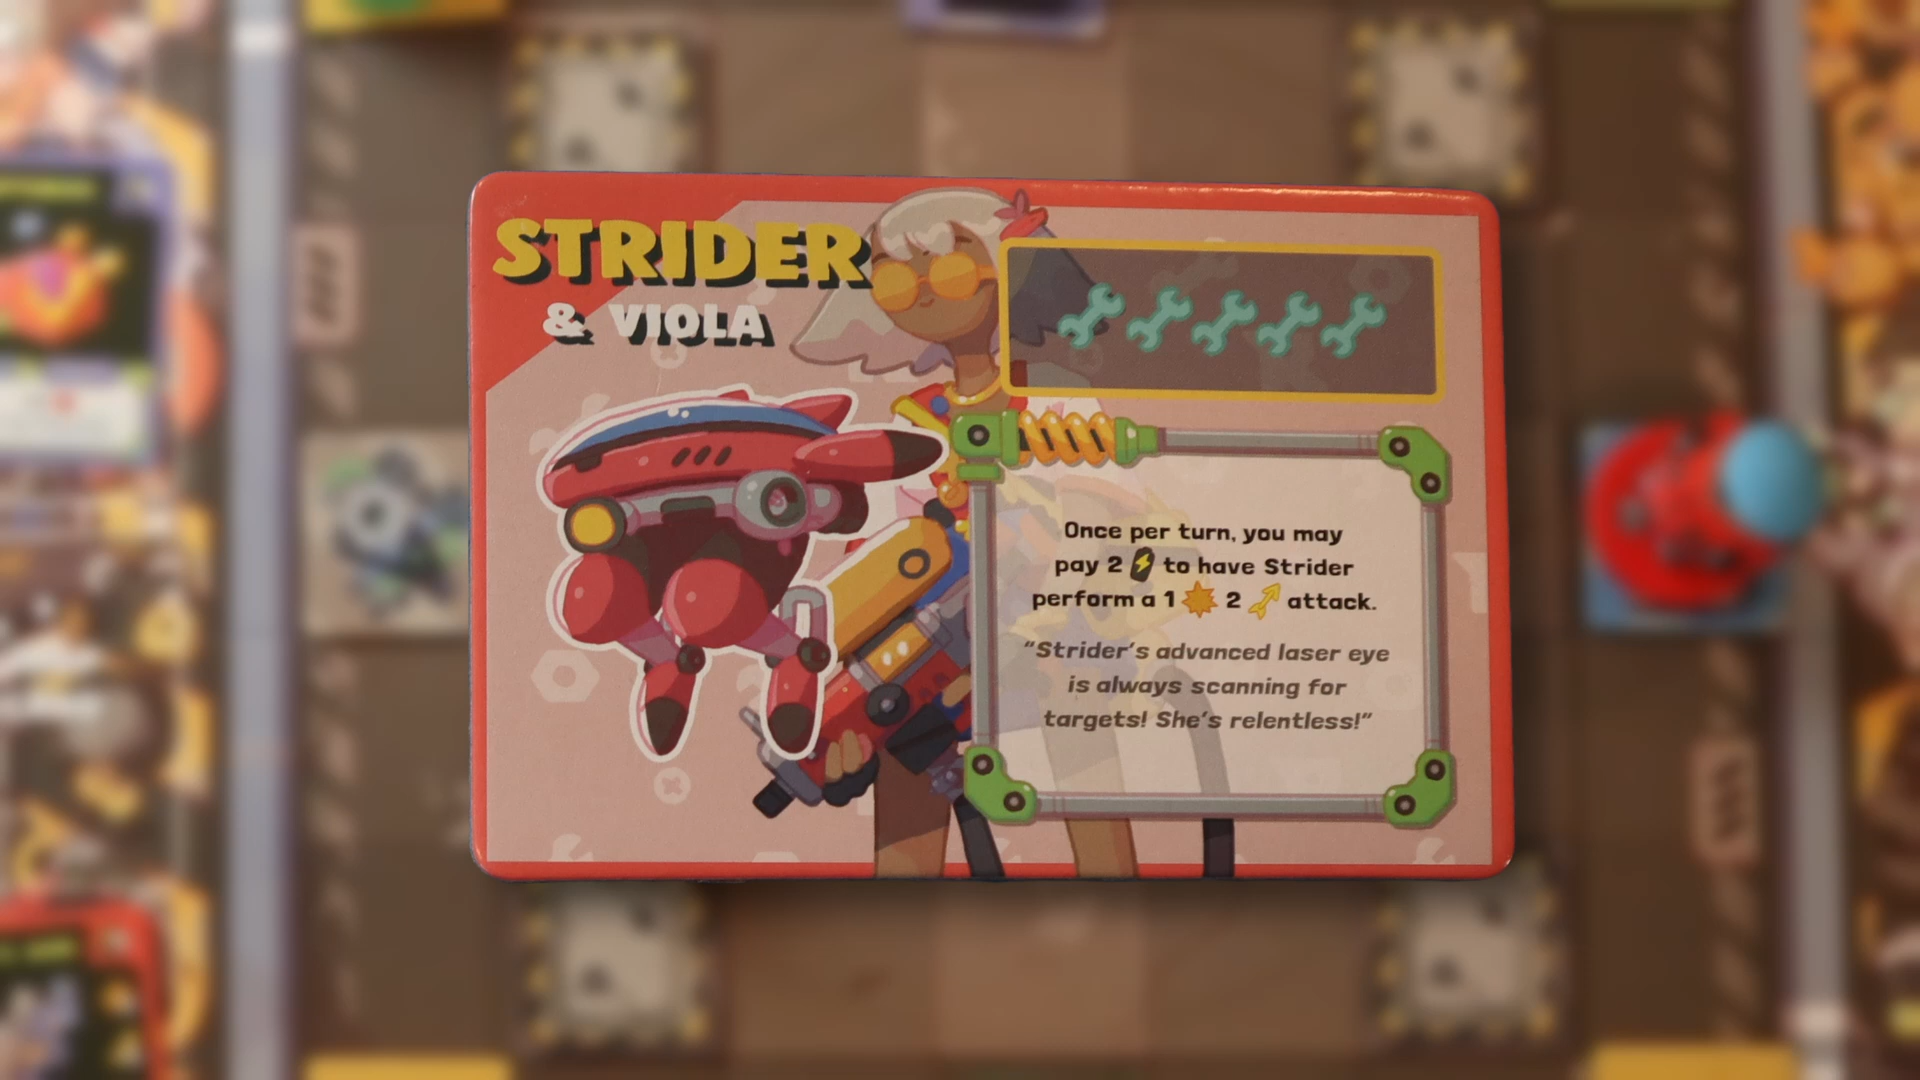 STRIDER
& VIOLA
Once per turn, you may
pay 2 to have Strider
perform a 1 2 attack.
“Strider’s advanced laser eye
is always scanning for
targets! She’s relentless!”